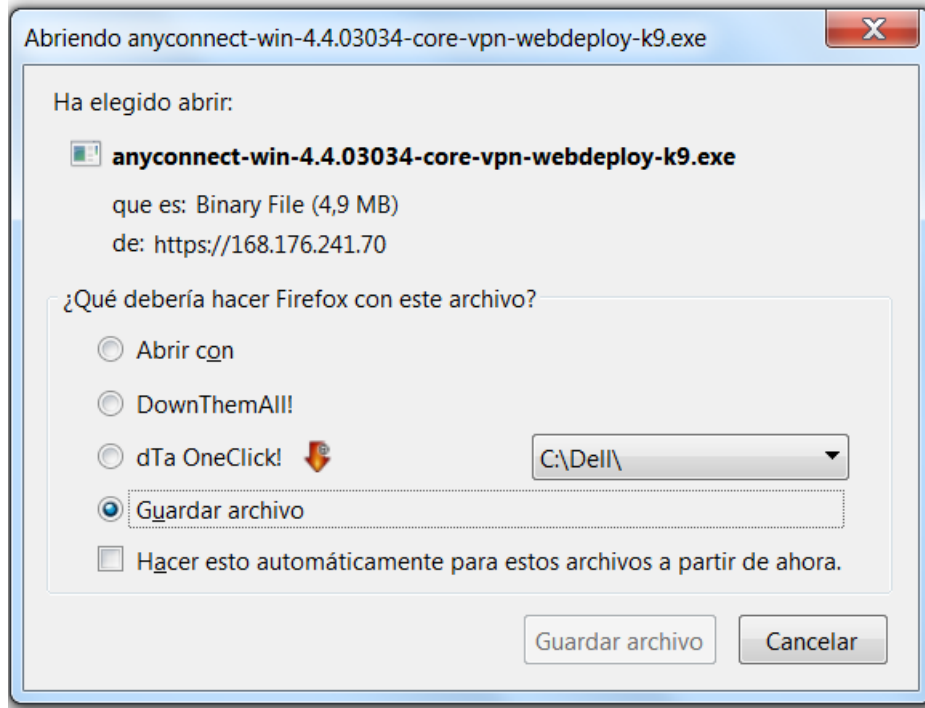 Abriendo anyconnect-win-4.4.03034-core-vpn-webdeploy-k9.exe
Ha elegido abrir:
anyconnect-win-4.4.03034-core-vpn-webdeploy-k9.exe
que es: Binary File (4,9 MB)
de: https://168.176.241.70
¿Qué debería hacer Firefox con este archivo?
Abrir con
DownThemAll!
dTa OneClick! C:\Dell\
Guardar archivo
Hacer esto automáticamente para estos archivos a partir de ahora.
Guardar archivo Cancelar